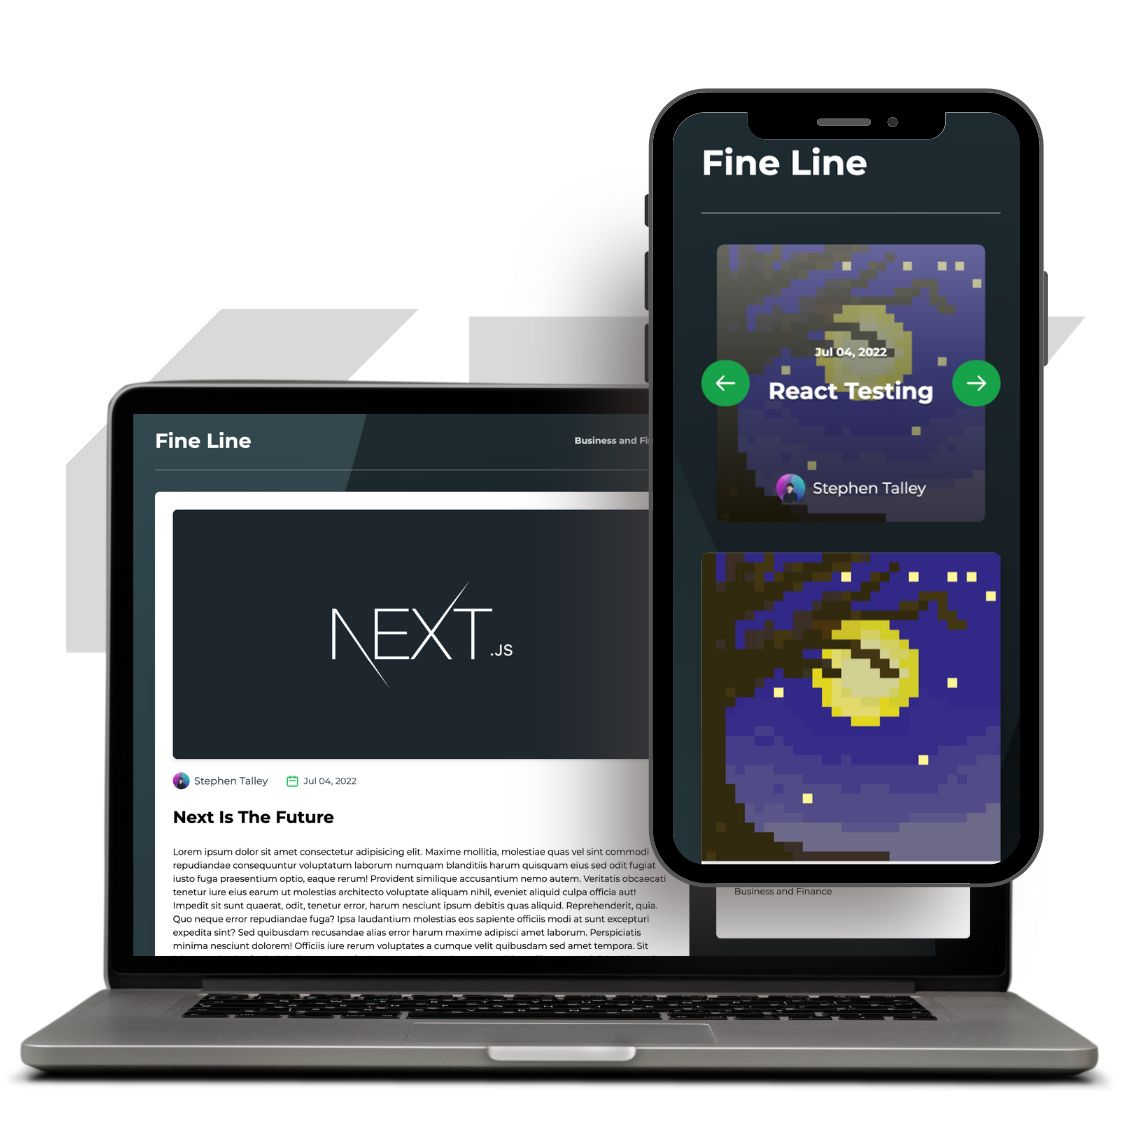 Fine Line
Jul 04, 2022
React Testing
Stephen Talley
Fine Line
Business and
NEXT.JS
Stephen Talley
Jul 04, 2022
Next Is The Future
Lorem ipsum dolor sit amet consectetur adipisicing elit. Maxime mollitia, molestiae quas vel sint commodi
repudiandae consequuntur voluptatum laborum numquam blanditiis harum quisquam eius sed odit fugiat
iusto fuga praesentium optio, eaque rerum! Provident similique accusantium nemo autem. Veritatis obcaecati
tenetur iure eius earum ut molestias architecto voluptate aliquam nihil, eveniet aliquid culpa officia aut!
Impedit sit sunt quaerat, odit, tenetur error, harum nesciunt ipsum debitis quas aliquid. Reprehenderit, quia.
Quo neque error repudiandae fuga? Ipsa laudantium molestias eos sapiente officiis modi at sunt excepturi
expedita sint? Sed quibusdam recusandae alias error harum maxime adipisci amet laborum. Perspiciatis
minima nesciunt dolorem! Officiis iure rerum voluptates a cumque velit quibusdam sed amet tempora. Sit
Business and Finance